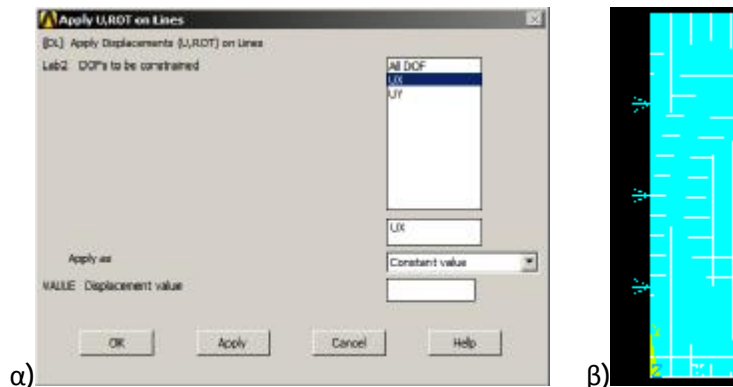 Apply U,ROT on Lines
[DL] Apply Displacements (U,ROT) on Lines
Lab2 DOFs to be constrained
All DOF
UX
UY
UX
Apply as
Constant value
VALUE Displacement value
OK Apply Cancel Help
α) β)